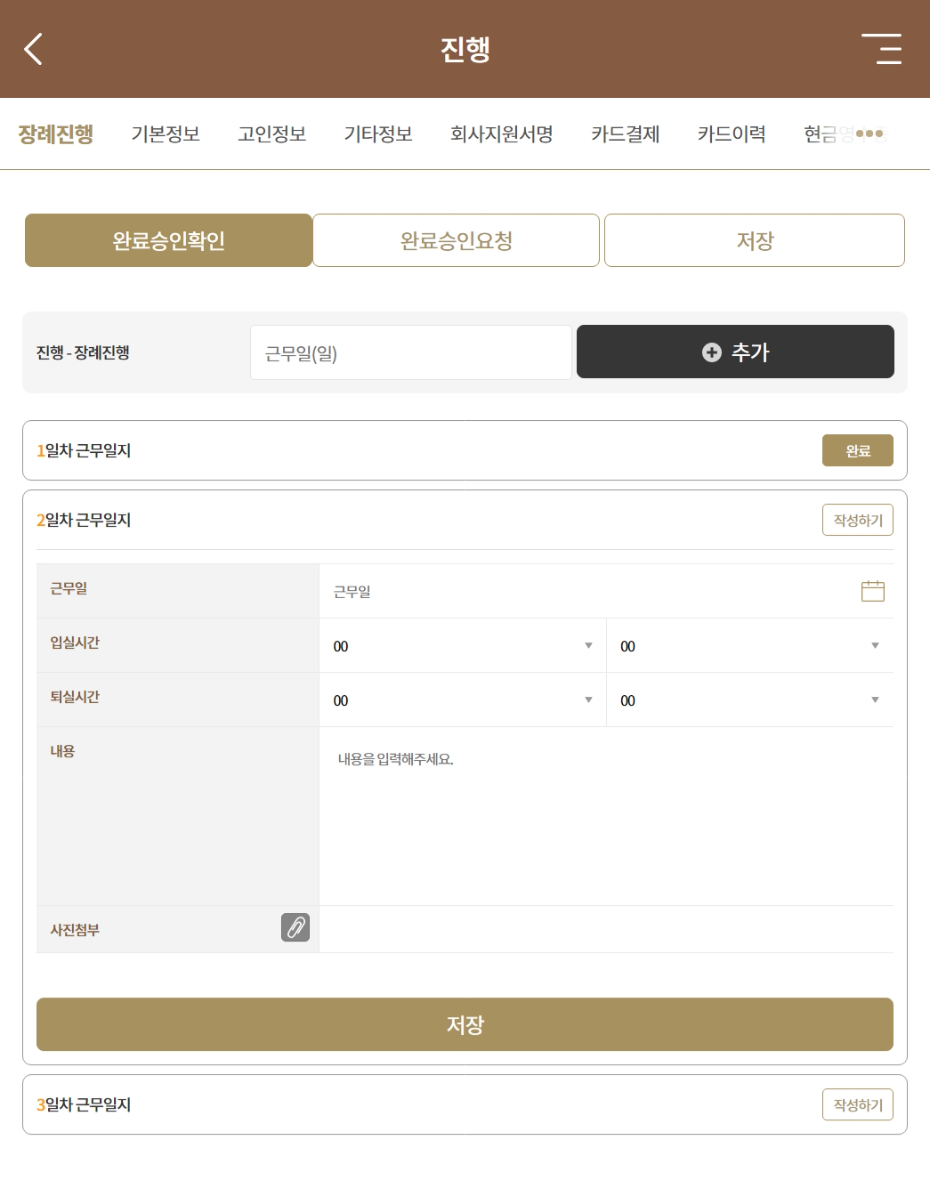 진행
장례진행 기본정보 고인정보 기타정보 회사지원서명 카드결제 카드이력 현금영수증
완료승인확인 완료승인요청 저장
진행 - 장례진행 근무일(일) 추가
1일차 근무일지 완료
2일차 근무일지 작성하기
근무일 근무일
입실시간 00 00
퇴실시간 00 00
내용 내용을 입력해주세요.
사진첨부
저장
3일차 근무일지 작성하기